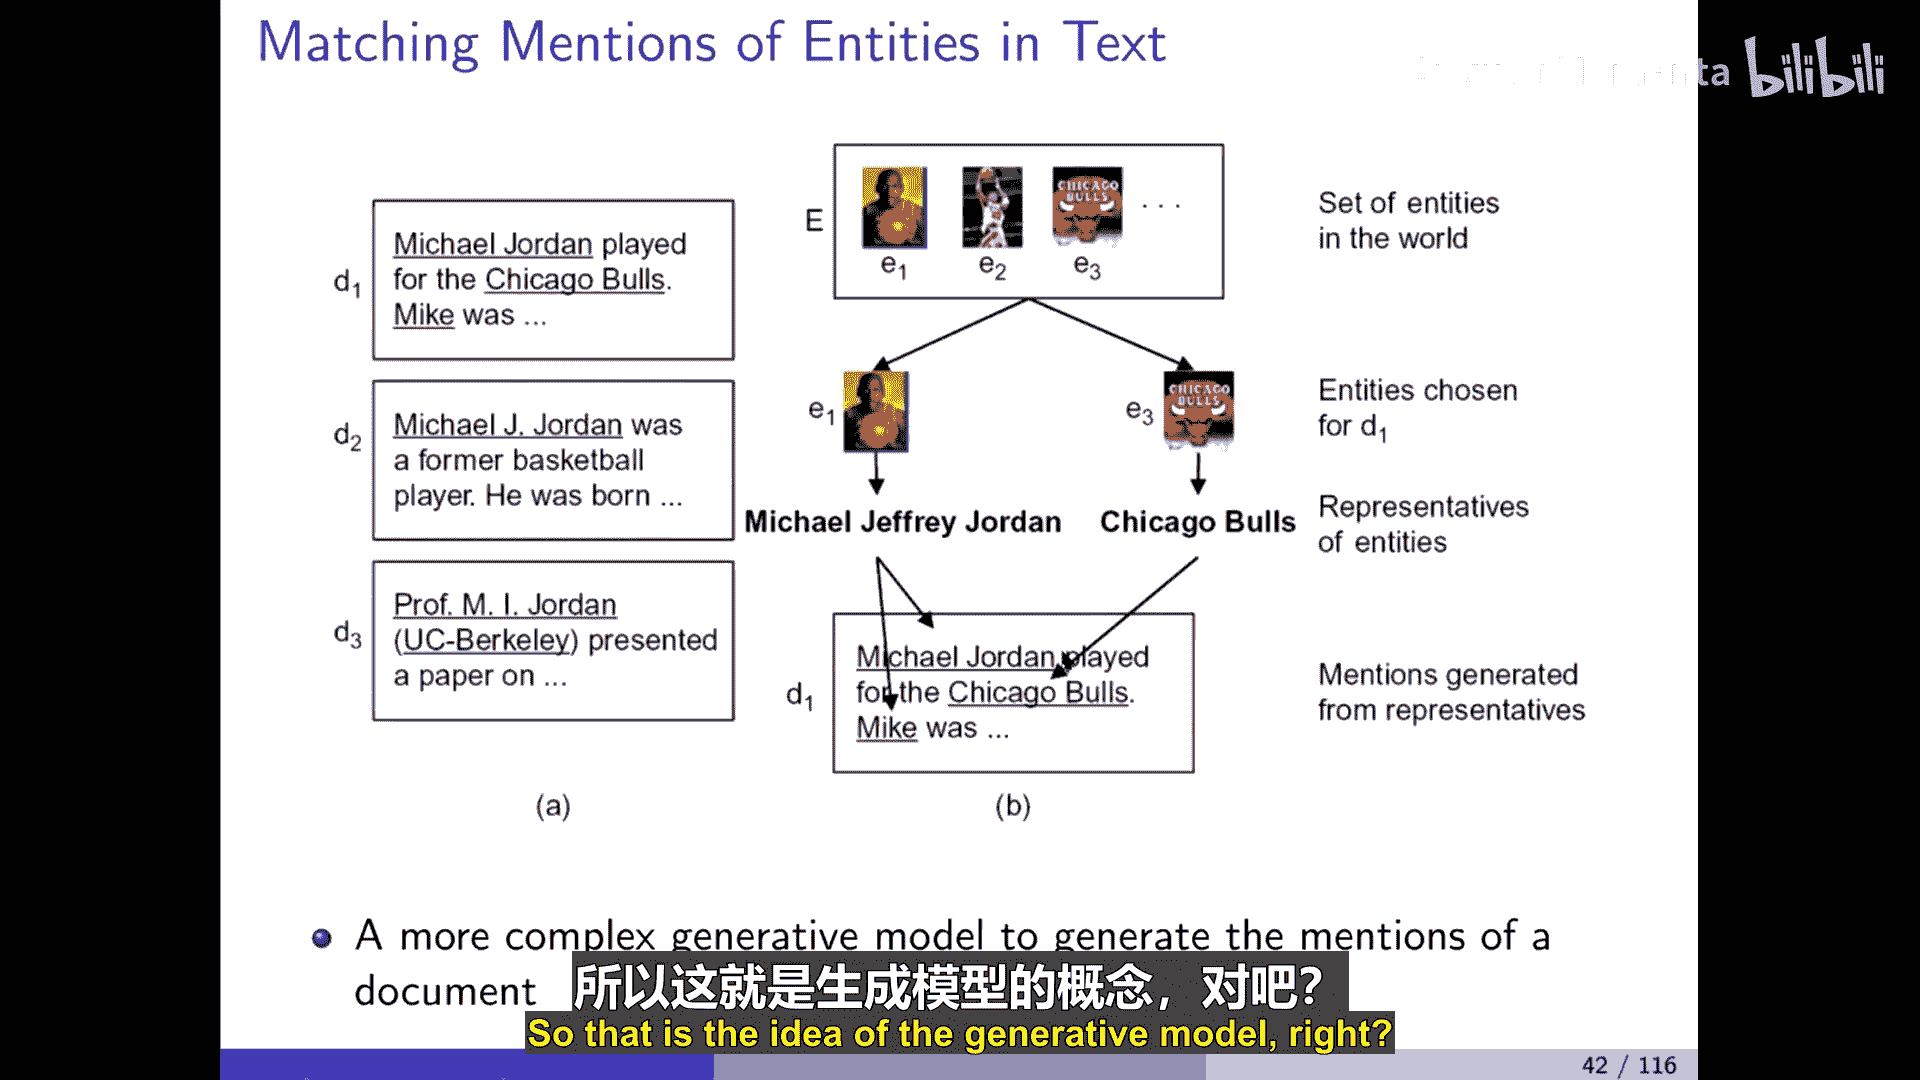 Matching Mentions of Entities in Text
bilibili
d1
Michael Jordan played
for the Chicago Bulls.
Mike was ...
d2
Michael J. Jordan was
a former basketball
player. He was born ...
d3
Prof. M. I. Jordan
(UC-Berkeley) presented
a paper on ...
(a)
E
CHICAGO
BULLS
. . .
e1
e2
e3
Set of entities
in the world
e1
e3
CHICAGO
BULLS
Entities chosen
for d1
Michael Jeffrey Jordan
Chicago Bulls
Representatives
of entities
d1
Michael Jordan played
for the Chicago Bulls.
Mike was ...
Mentions generated
from representatives
(b)
A more complex generative model to generate the mentions of a
document
所以这就是生成模型的概念，对吧？
So that is the idea of the generative model, right?
42 / 116